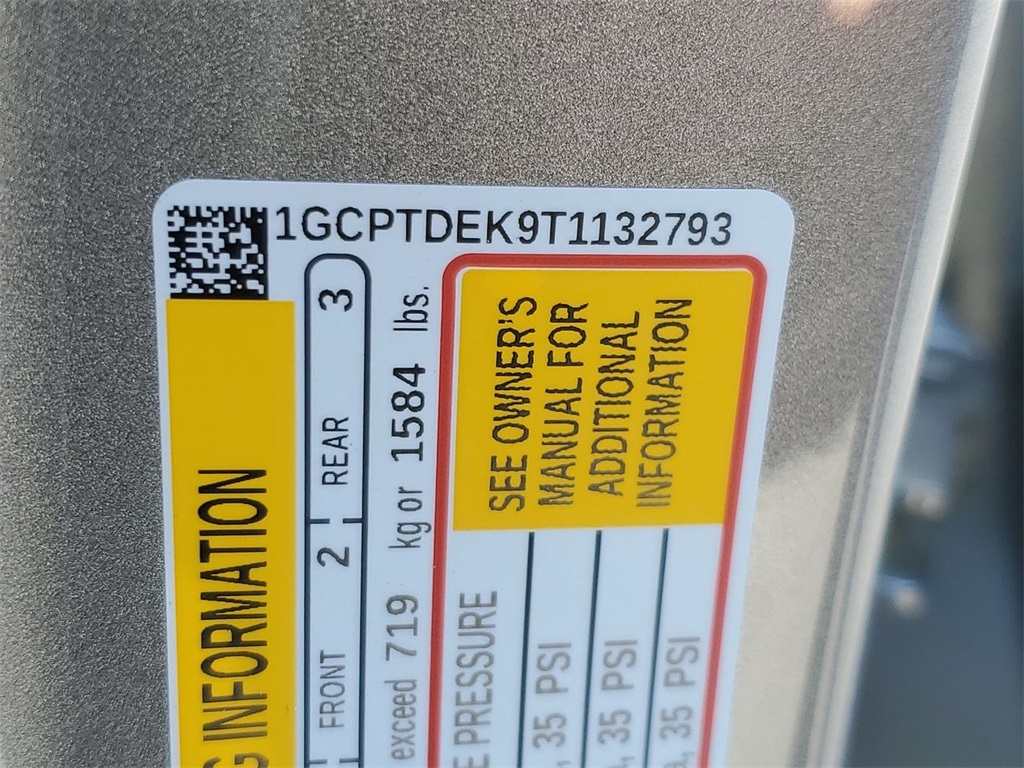 1GCPTDEK9T1132793
G INFORMATION
FRONT 2 REAR 3
exceed 719 kg or 1584 lbs.
E PRESSURE
SEE OWNER'S
MANUAL FOR
ADDITIONAL
INFORMATION
, 35 PSI
a, 35 PSI
a, 35 PSI